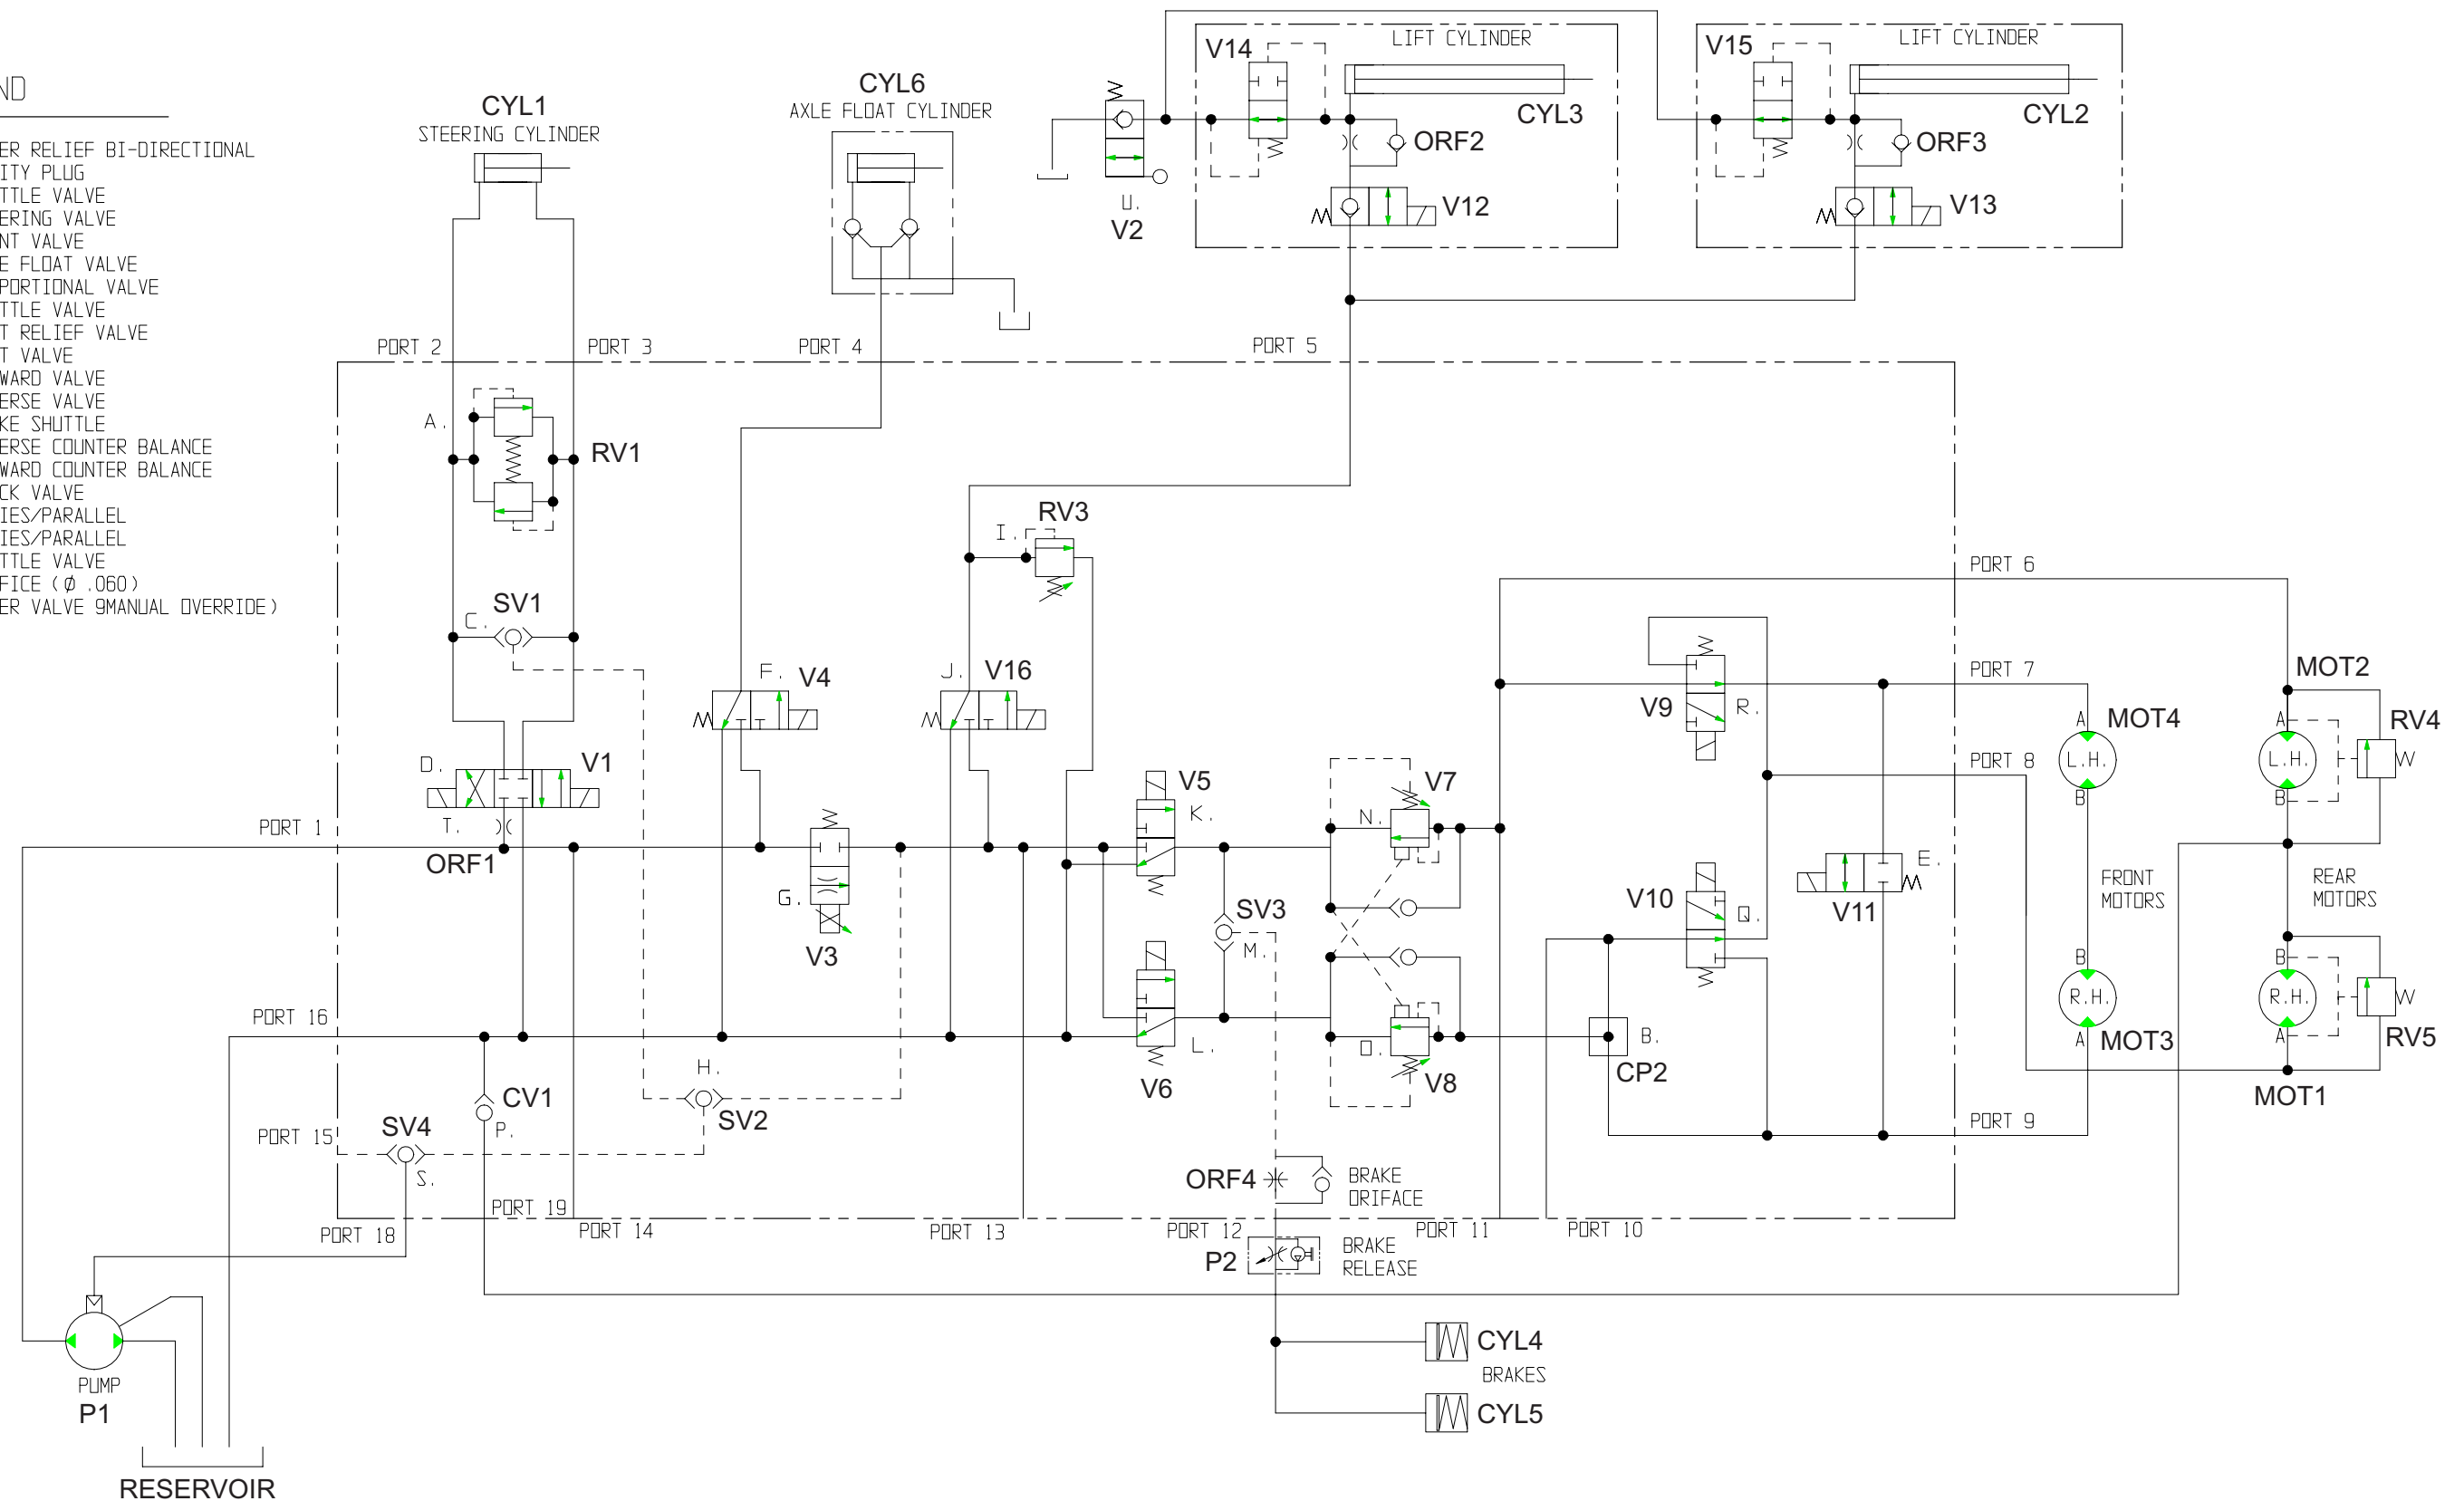 ND
ER RELIEF BI-DIRECTIONAL
ITY PLUG
TTLE VALVE
ERING VALVE
NT VALVE
E FLOAT VALVE
PORTIONAL VALVE
TTLE VALVE
T RELIEF VALVE
T VALVE
WARD VALVE
ERSE VALVE
KE SHUTTLE
ERSE COUNTER BALANCE
WARD COUNTER BALANCE
CK VALVE
IES/PARALLEL
IES/PARALLEL
TTLE VALVE
FICE (Ø .060)
ER VALVE 9MANUAL OVERRIDE)
CYL1
STEERING CYLINDER
CYL6
AXLE FLOAT CYLINDER
U.
V2
V14
LIFT CYLINDER
CYL3
ORF2
V12
V15
LIFT CYLINDER
CYL2
ORF3
V13
PORT 2
PORT 3
PORT 4
PORT 5
A.
RV1
SV1
C.
I.
RV3
F.
V4
J.
V16
D.
V1
T.
ORF1
PORT 1
G.
V3
V5
K.
V7
N.
SV3
M.
V6
L.
O.
V8
PORT 6
PORT 7
V9
R.
PORT 8
V10
Q.
V11
E.
B.
CP2
PORT 9
MOT2
MOT4
A
L.H.
B
A
L.H.
B
RV4
FRONT
MOTORS
REAR
MOTORS
B
R.H.
A
MOT3
B
R.H.
A
RV5
MOT1
PORT 16
H.
SV2
CV1
P.
PORT 15
SV4
S.
PORT 19
PORT 18
PORT 14
PORT 13
PORT 12
PORT 11
PORT 10
ORF4
BRAKE
ORIFACE
P2
BRAKE
RELEASE
CYL4
BRAKES
CYL5
PUMP
P1
RESERVOIR